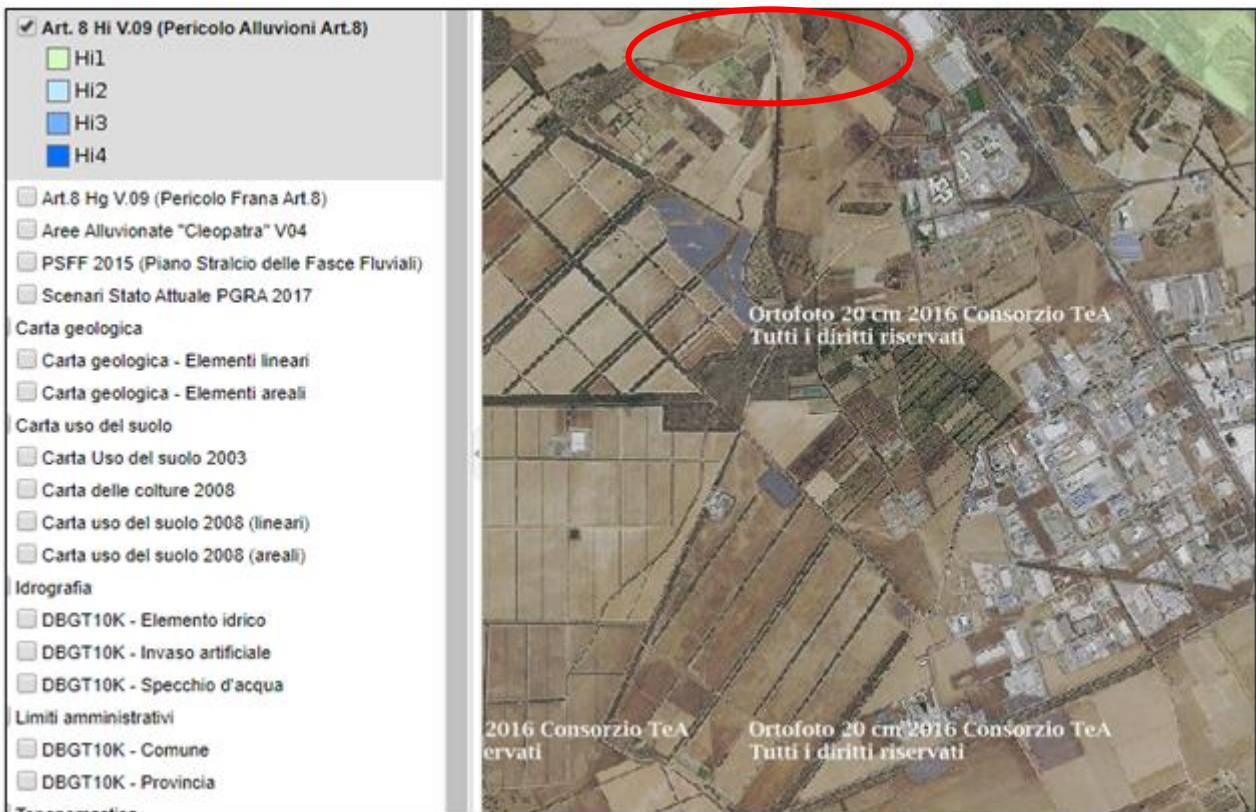 Art. 8 Hi V.09 (Pericolo Alluvioni Art.8)
Hi1
Hi2
Hi3
Hi4
Art.8 Hg V.09 (Pericolo Frana Art.8)
Aree Alluvionate "Cleopatra" V04
PSFF 2015 (Piano Stralcio delle Fasce Fluviali)
Scenari Stato Attuale PGRA 2017
Carta geologica
Carta geologica - Elementi lineari
Carta geologica - Elementi areali
Carta uso del suolo
Carta Uso del suolo 2003
Carta delle colture 2008
Carta uso del suolo 2008 (lineari)
Carta uso del suolo 2008 (areali)
Idrografia
DBGT10K - Elemento idrico
DBGT10K - Invaso artificiale
DBGT10K - Specchio d'acqua
Limiti amministrativi
DBGT10K - Comune
DBGT10K - Provincia
Ortofoto 20 cm 2016 Consorzio TeA
Tutti i diritti riservati
2016 Consorzio TeA
ervati
Ortofoto 20 cm 2016 Consorzio TeA
Tutti i diritti riservati